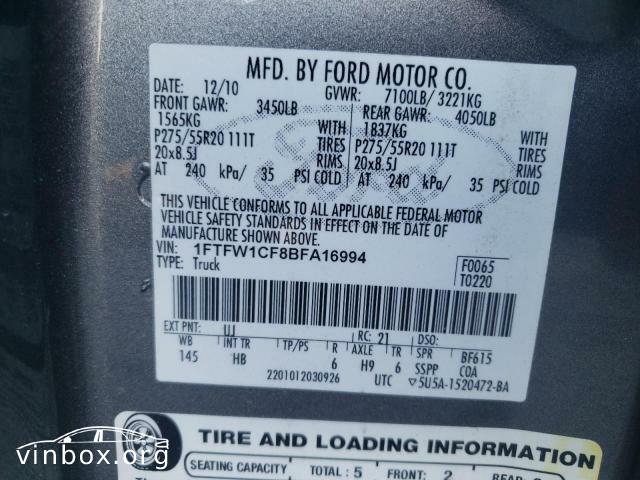 MFD. BY FORD MOTOR CO.
DATE: 12/10 GVWR: 7100LB/ 3221KG
FRONT GAWR: 3450LB REAR GAWR: 4050LB
1565KG WITH 1837KG WITH
P275/55R20 111T TIRES P275/55R20 111T TIRES
20x8.5J RIMS 20x8.5J RIMS
AT 240 kPa/ 35 PSI COLD AT 240 kPa/ 35 PSI COLD
THIS VEHICLE CONFORMS TO ALL APPLICABLE FEDERAL MOTOR
VEHICLE SAFETY STANDARDS IN EFFECT ON THE DATE OF
MANUFACTURE SHOWN ABOVE.
VIN: 1FTFW1CF8BFA16994 F0065
TYPE: Truck T0220
EXT PNT: UJ RC: 21 DSO:
WB INT TR TP/PS R AXLE TR SPR BF615
145 HB 6 H9 6 SSPP COA
2201012030926 UTC ▽5U5A-1520472-BA
TIRE AND LOADING INFORMATION
SEATING CAPACITY TOTAL: 5 FRONT: 2
vinbox.org